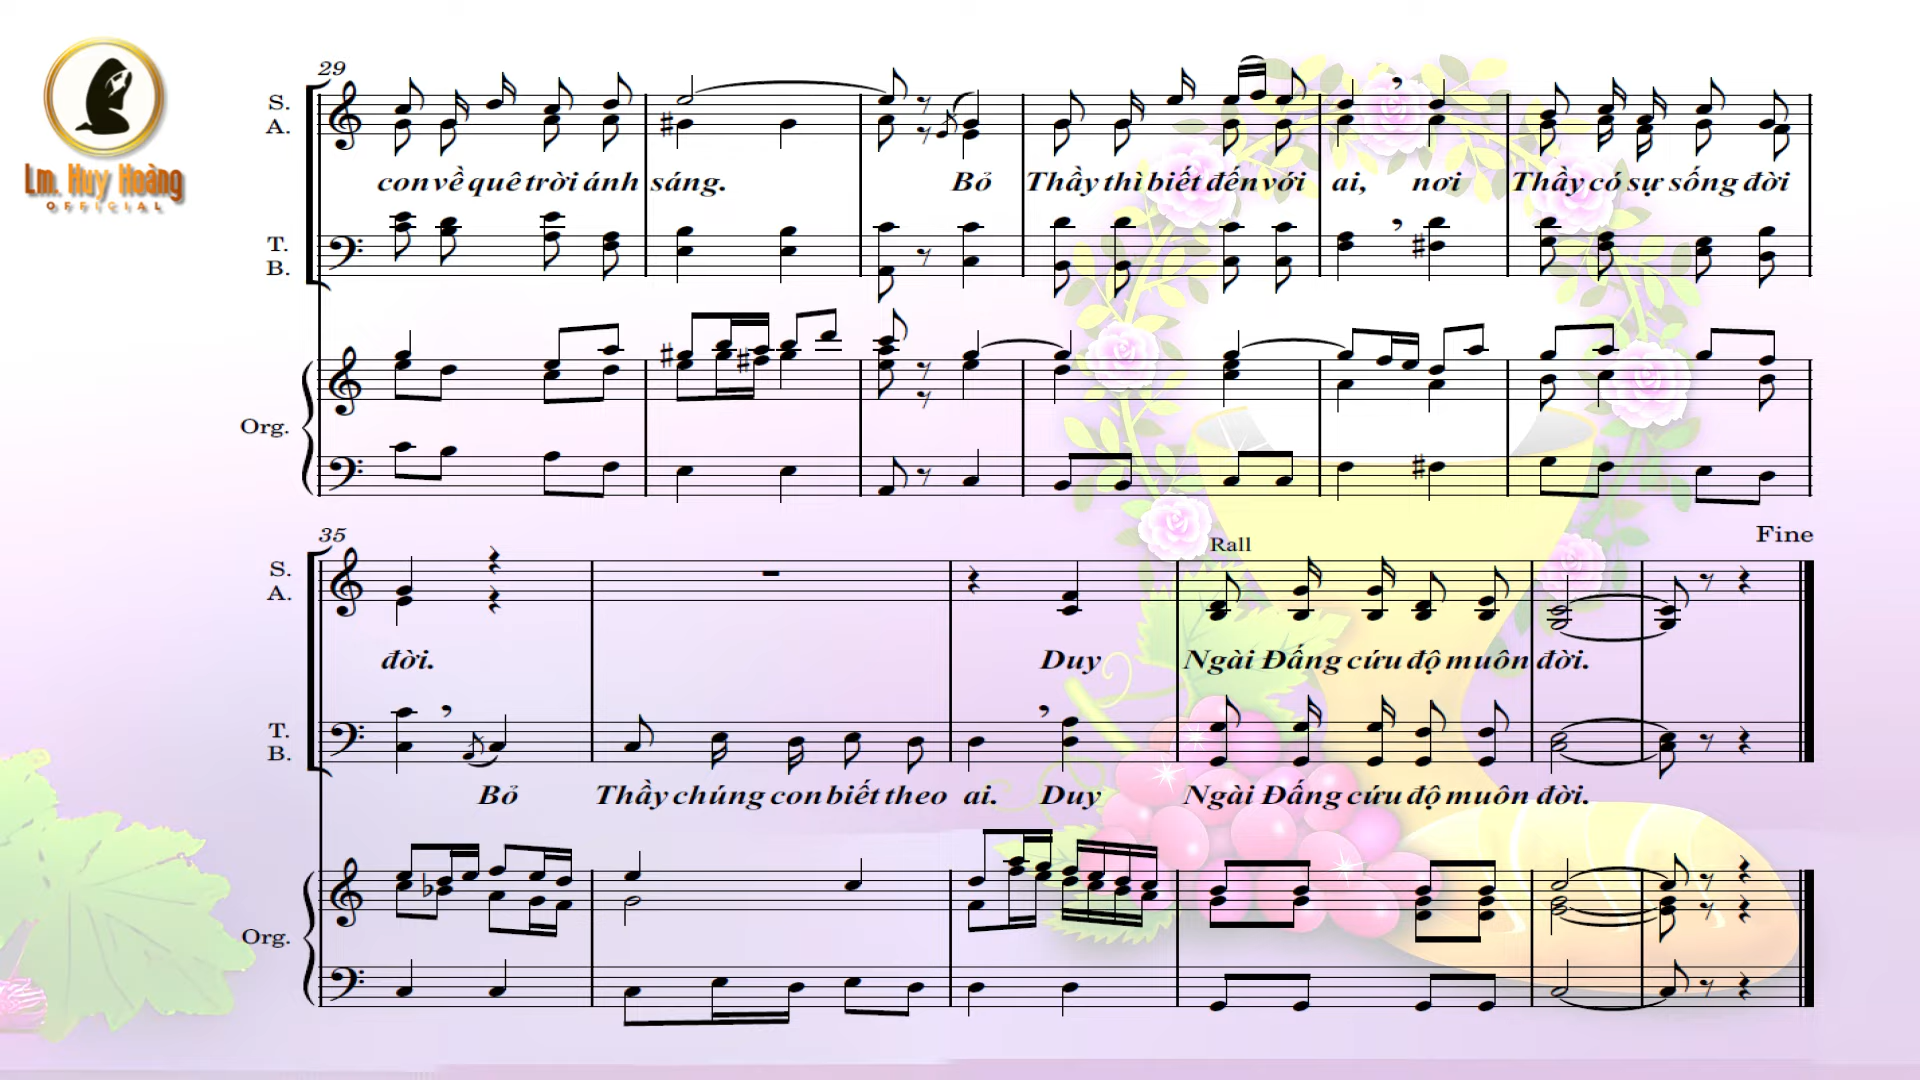 Lm. Huy Hoàng
OFFICIAL
29
S.
A.
con về quê trời ánh sáng. Bỏ Thầy thì biết đến với ai, nơi Thầy có sự sống đời
T.
B.
Org.
35
Fine
Rall
S.
A.
đời. Duy Ngài Đấng cứu độ muôn đời.
T.
B.
Bỏ Thầy chúng con biết theo ai. Duy Ngài Đấng cứu độ muôn đời.
Org.